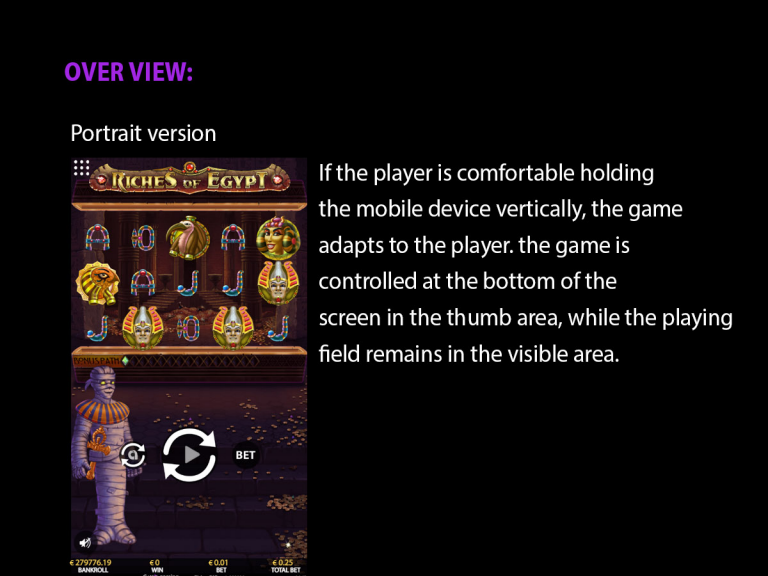 OVER VIEW:
Portrait version
RICHES OF EGYPT
If the player is comfortable holding
the mobile device vertically, the game
adapts to the player. the game is
controlled at the bottom of the
screen in the thumb area, while the playing
field remains in the visible area.
A 10 A
A J J
J 10 J
BONUS PATH
a
BET
€ 279776.19 € 0 € 0.01 € 0.25
BANKROLL WIN BET TOTAL BET